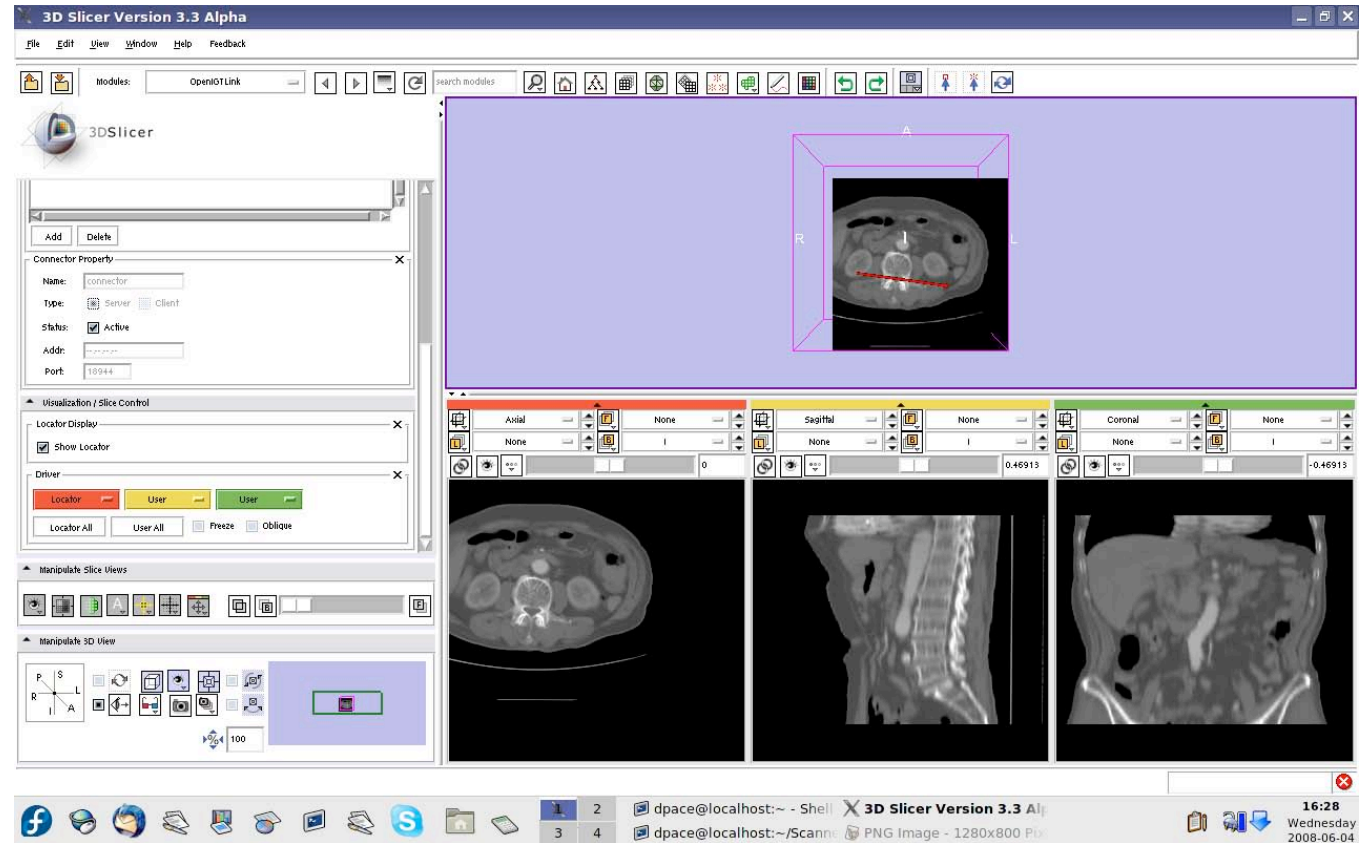 3D Slicer Version 3.3 Alpha
File Edit View Window Help Feedback
Modules: OpenIGTLink search modules
3DSlicer
A
R I L
Add Delete
Connector Property
Name: connector
Type: Server Client
Status: Active
Addr: --.--.--.--
Port: 18944
Visualization / Slice Control
Locator Display
Show Locator
Driver
Locator User User
Locator All User All Freeze Oblique
Manipulate Slice Views
Manipulate 3D View
P S
R L
I A
100
Axial F None Sagittal F None Coronal F None
L None B I L None B I L None B I
0 0.46913 -0.46913
1 2 dpace@localhost:~ - Shell 3D Slicer Version 3.3 Al
3 4 dpace@localhost:~/Scann PNG Image - 1280x800 Pi
16:28
Wednesday
2008-06-04